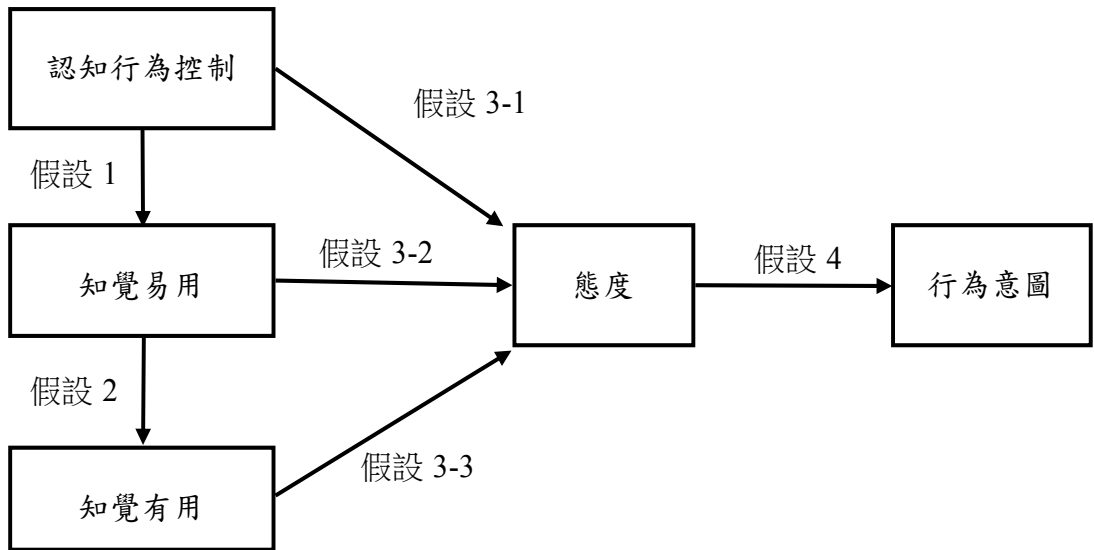 認知行為控制
假設 3-1
假設 1
知覺易用
假設 3-2
態度
假設 4
行為意圖
假設 2
假設 3-3
知覺有用